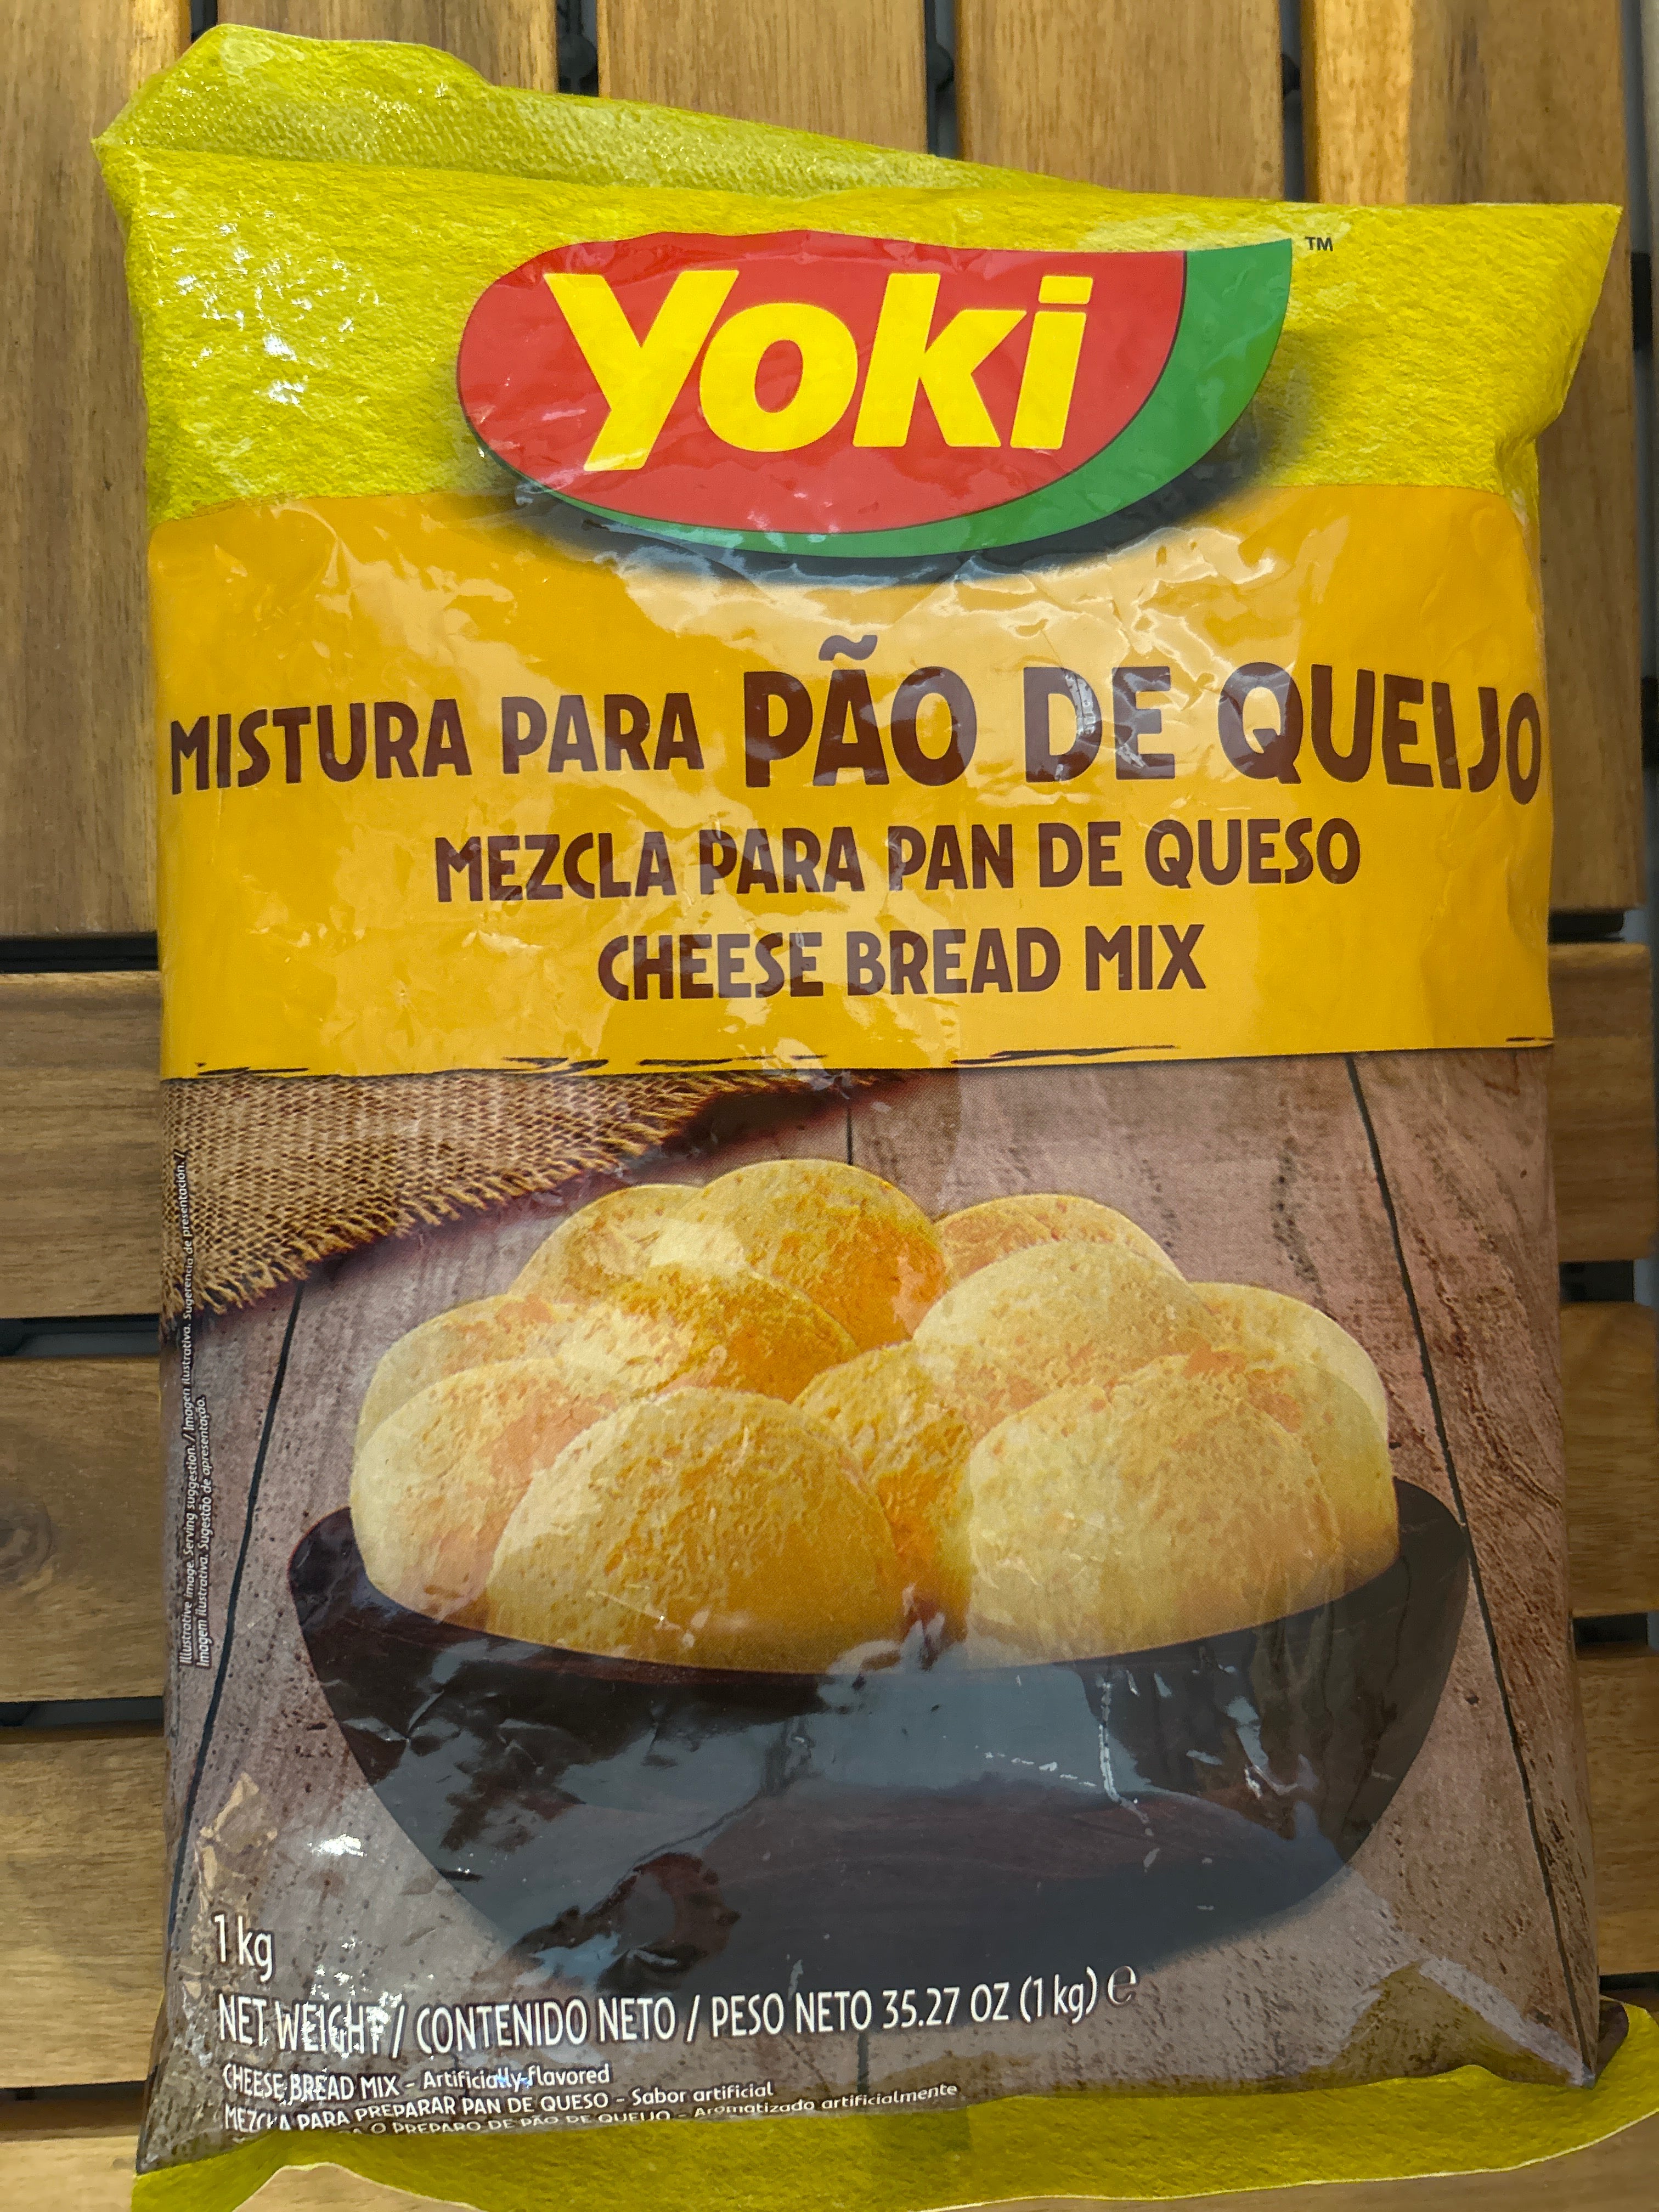 Yoki™
MISTURA PARA PÃO DE QUEIJO
MEZCLA PARA PAN DE QUESO
CHEESE BREAD MIX
Illustrative image. Serving suggestion. / Imagen ilustrativa. Sugerencia de presentación. /
Imagem ilustrativa. Sugestão de apresentação.
1 kg
NET WEIGHT / CONTENIDO NETO / PESO NETO 35.27 OZ (1 kg) ℮
CHEESE BREAD MIX - Artificially flavored
MEZCLA PARA PREPARAR PAN DE QUESO - Sabor artificial
O PREPARO DE PÃO DE QUEIJO - Aromatizado artificialmente